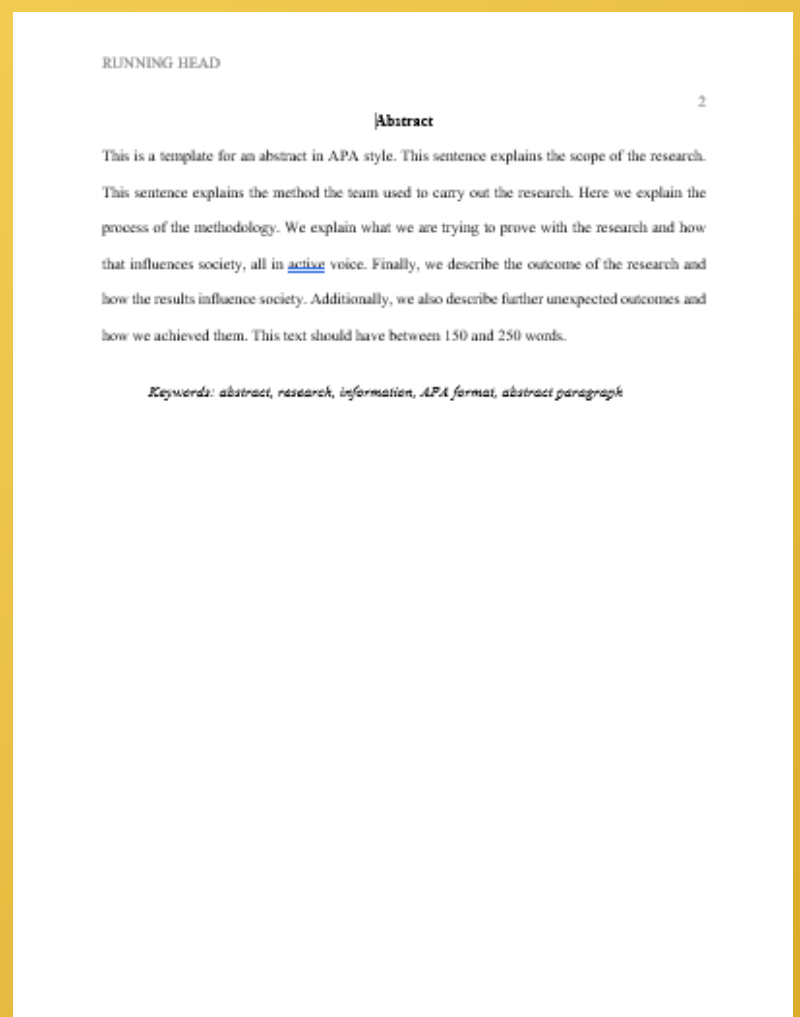 RUNNING HEAD
2
Abstract
This is a template for an abstract in APA style. This sentence explains the scope of the research.
This sentence explains the method the team used to carry out the research. Here we explain the
process of the methodology. We explain what we are trying to prove with the research and how
that influences society, all in active voice. Finally, we describe the outcome of the research and
how the results influence society. Additionally, we also describe further unexpected outcomes and
how we achieved them. This text should have between 150 and 250 words.
Keywords: abstract, research, information, APA format, abstract paragraph